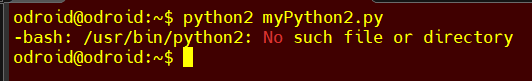 odroid@odroid:~$ python2 myPython2.py
-bash: /usr/bin/python2: No such file or directory
odroid@odroid:~$